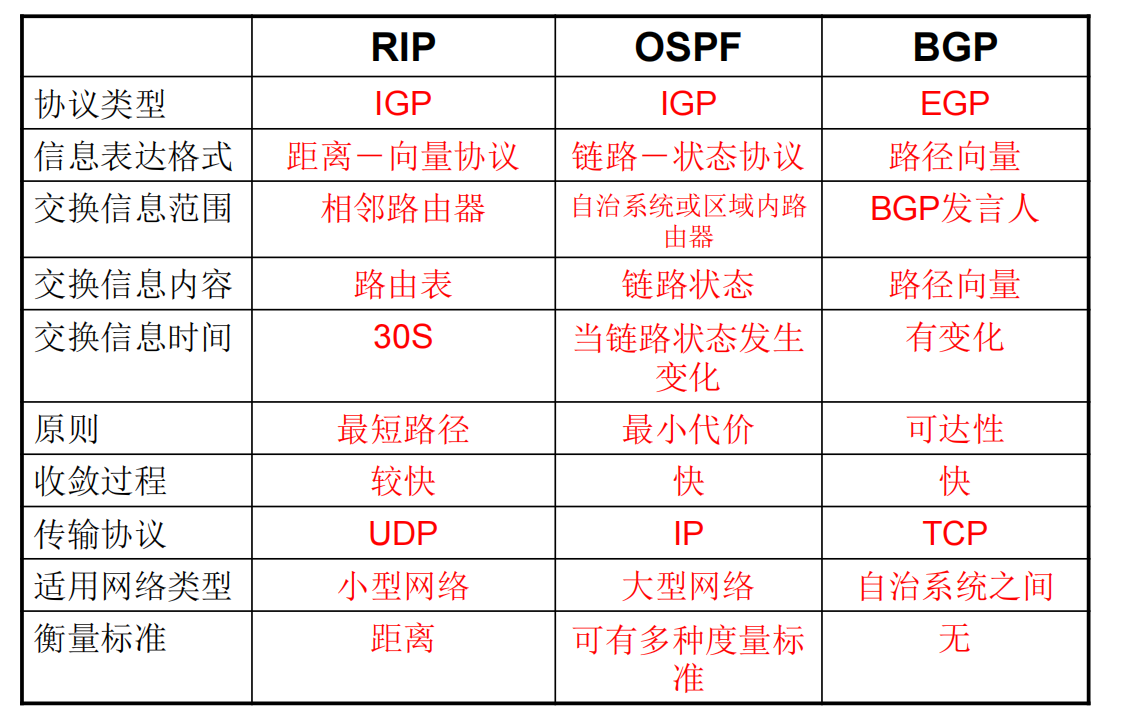 RIP OSPF BGP
协议类型 IGP IGP EGP
信息表达格式 距离－向量协议 链路－状态协议 路径向量
交换信息范围 相邻路由器 自治系统或区域内路 BGP发言人
由器
交换信息内容 路由表 链路状态 路径向量
交换信息时间 30S 当链路状态发生 有变化
变化
原则 最短路径 最小代价 可达性
收敛过程 较快 快 快
传输协议 UDP IP TCP
适用网络类型 小型网络 大型网络 自治系统之间
衡量标准 距离 可有多种度量标 无
准